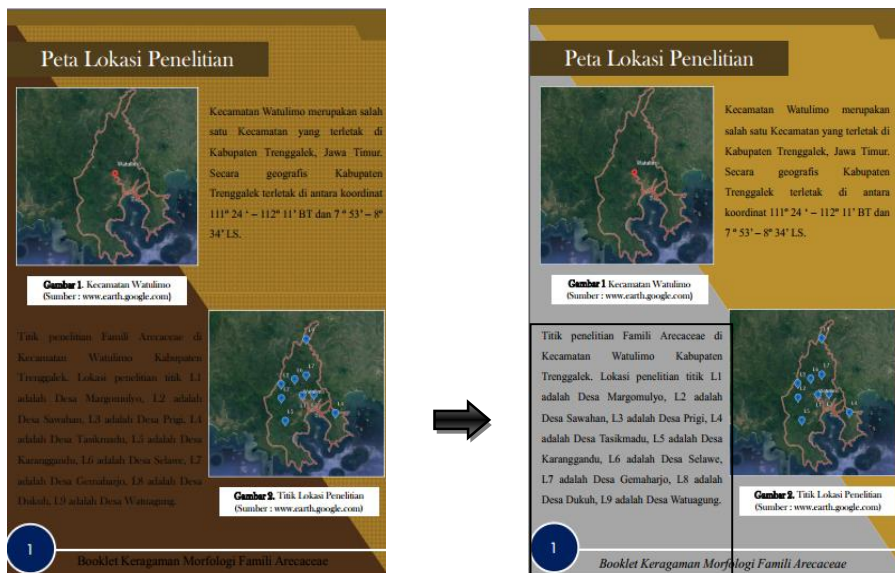 Peta Lokasi Penelitian
Watulimo
Kecamatan Watulimo merupakan salah
satu Kecamatan yang terletak di
Kabupaten Trenggalek, Jawa Timur.
Secara geografis Kabupaten
Trenggalek terletak di antara koordinat
111º 24 ‘ – 112º 11’ BT dan 7 º 53’ – 8º
34’ LS.
Gambar 1. Kecamatan Watulimo
(Sumber : www.earth.google.com)
Titik penelitian Famili Arecaceae di
Kecamatan Watulimo Kabupaten
Trenggalek. Lokasi penelitian titik L1
adalah Desa Margomulyo, L2 adalah
Desa Sawahan, L3 adalah Desa Prigi, L4
adalah Desa Tasikmadu, L5 adalah Desa
Karanggandu, L6 adalah Desa Selawe, L7
adalah Desa Gemaharjo, L8 adalah Desa
Dukuh, L9 adalah Desa Watuagung.
Gambar 2. Titik Lokasi Penelitian
(Sumber : www.earth.google.com)
1
Booklet Keragaman Morfologi Famili Arecaceae
Peta Lokasi Penelitian
Watulimo
Kecamatan Watulimo merupakan
salah satu Kecamatan yang terletak di
Kabupaten Trenggalek, Jawa Timur.
Secara geografis Kabupaten
Trenggalek terletak di antara
koordinat 111º 24 ‘ – 112º 11’ BT dan
7 º 53’ – 8º 34’ LS.
Gambar 1 Kecamatan Watulimo
(Sumber : www.earth.google.com)
Titik penelitian Famili Arecaceae di
Kecamatan Watulimo Kabupaten
Trenggalek. Lokasi penelitian titik L1
adalah Desa Margomulyo, L2 adalah
Desa Sawahan, L3 adalah Desa Prigi, L4
adalah Desa Tasikmadu, L5 adalah Desa
Karanggandu, L6 adalah Desa Selawe,
L7 adalah Desa Gemaharjo, L8 adalah
Desa Dukuh, L9 adalah Desa Watuagung.
Gambar 2. Titik Lokasi Penelitian
(Sumber : www.earth.google.com)
1
Booklet Keragaman Morfologi Famili Arecaceae